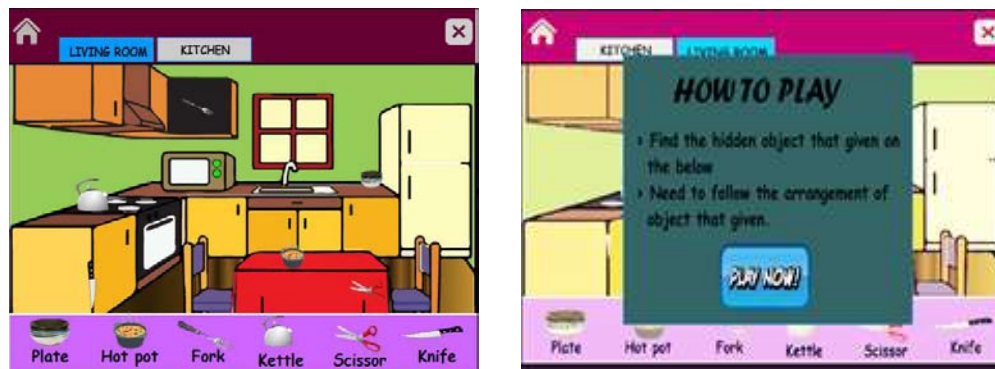 LIVING ROOM KITCHEN
Plate Hot pot Fork Kettle Scissor Knife
KITCHEN LIVING ROOM
HOW TO PLAY
Find the hidden object that given on
the below
Need to follow the arrangement of
object that given.
PLAY NOW!
Plate Hot pot Fork Kettle Scissor Knife